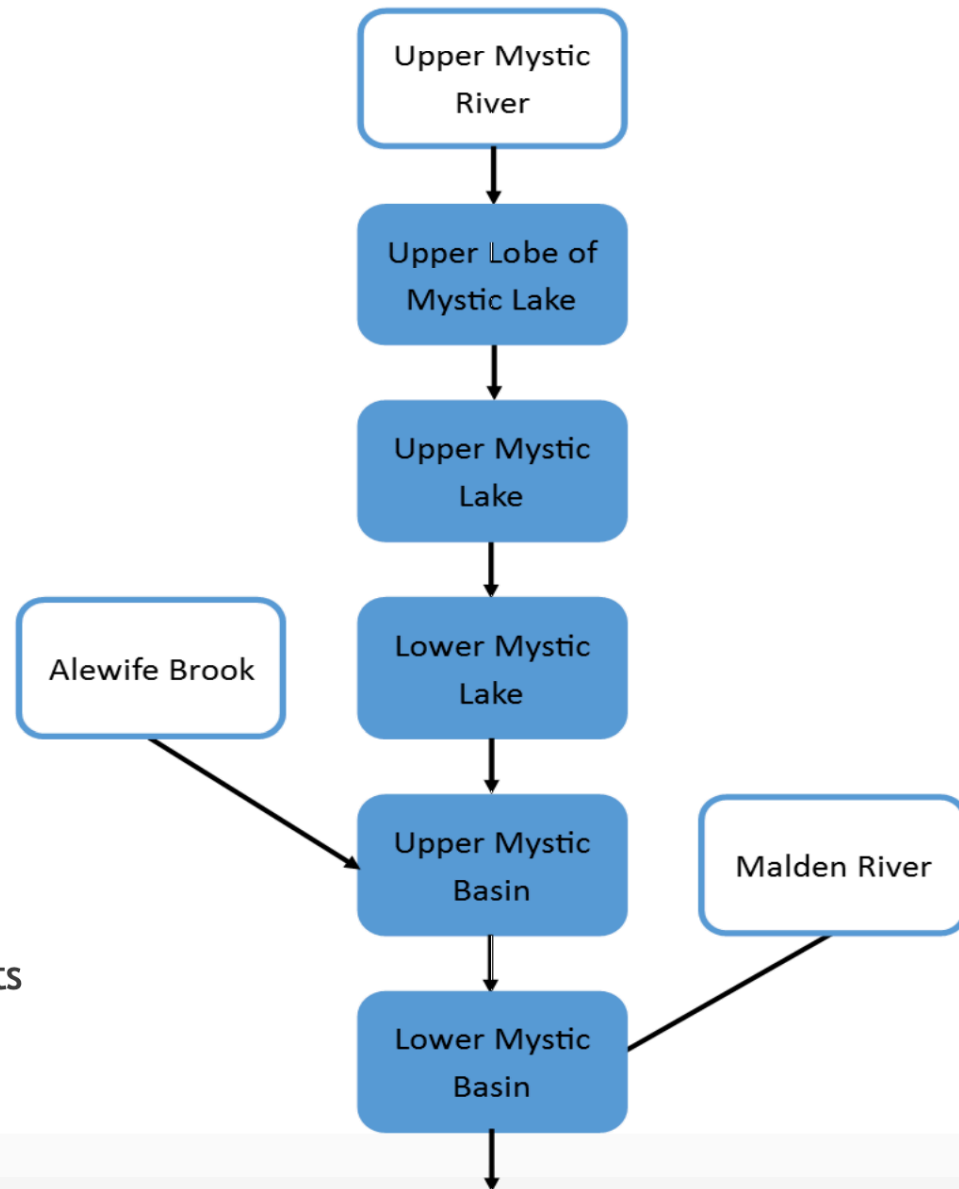 Upper Mystic
River
Upper Lobe of
Mystic Lake
Upper Mystic
Lake
Lower Mystic
Lake
Alewife Brook
Upper Mystic
Basin
Malden River
ts
Lower Mystic
Basin